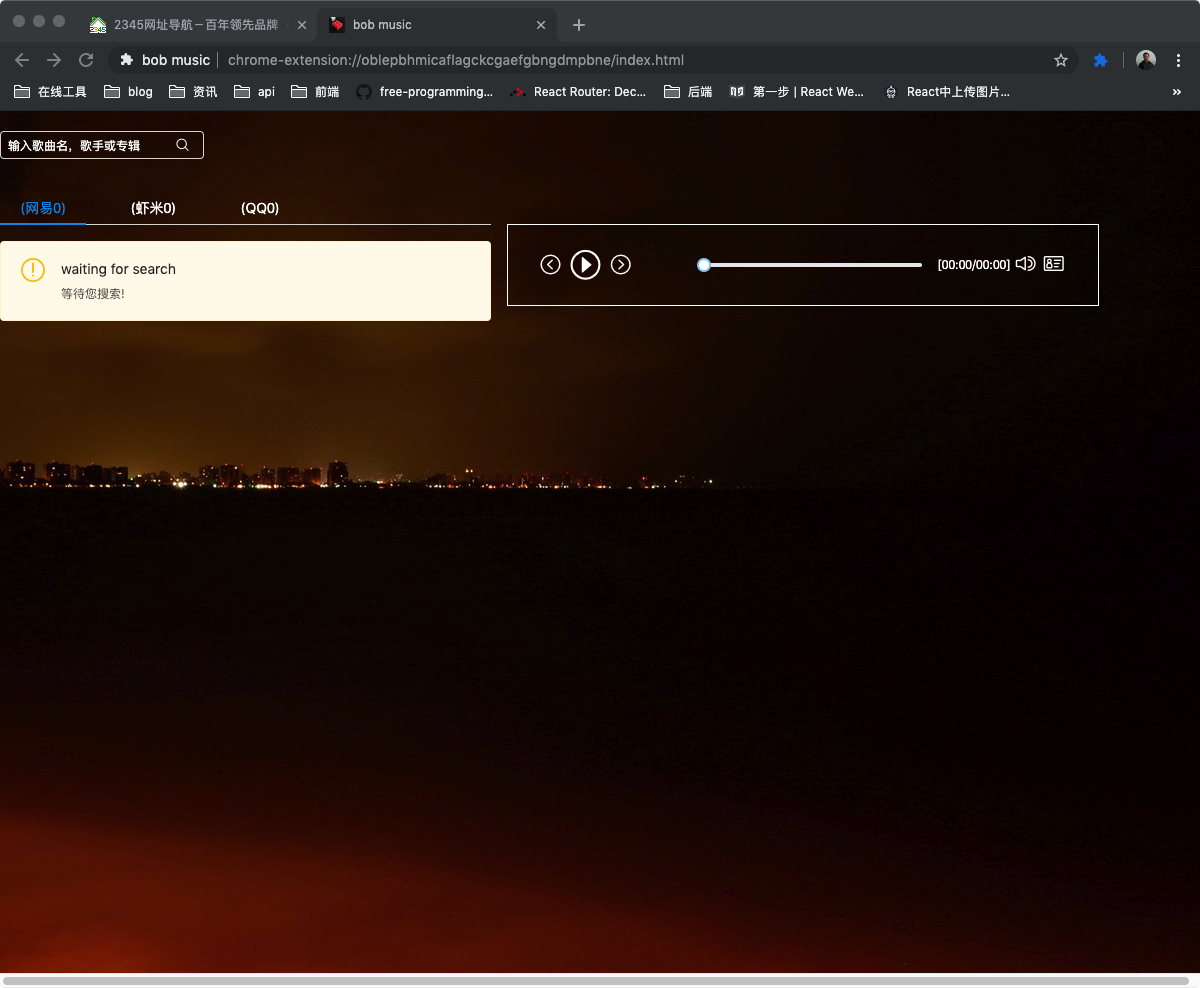 2345网址导航－百年领先品牌
bob music
bob music
chrome-extension://oblepbhmicaflagckcgaefgbngdmpbne/index.html
在线工具
blog
资讯
api
前端
free-programming...
React Router: Dec...
后端
第一步 | React We...
React中上传图片...
输入歌曲名，歌手或专辑
(网易0)
(虾米0)
(QQ0)
waiting for search
等待您搜索!
[00:00/00:00]